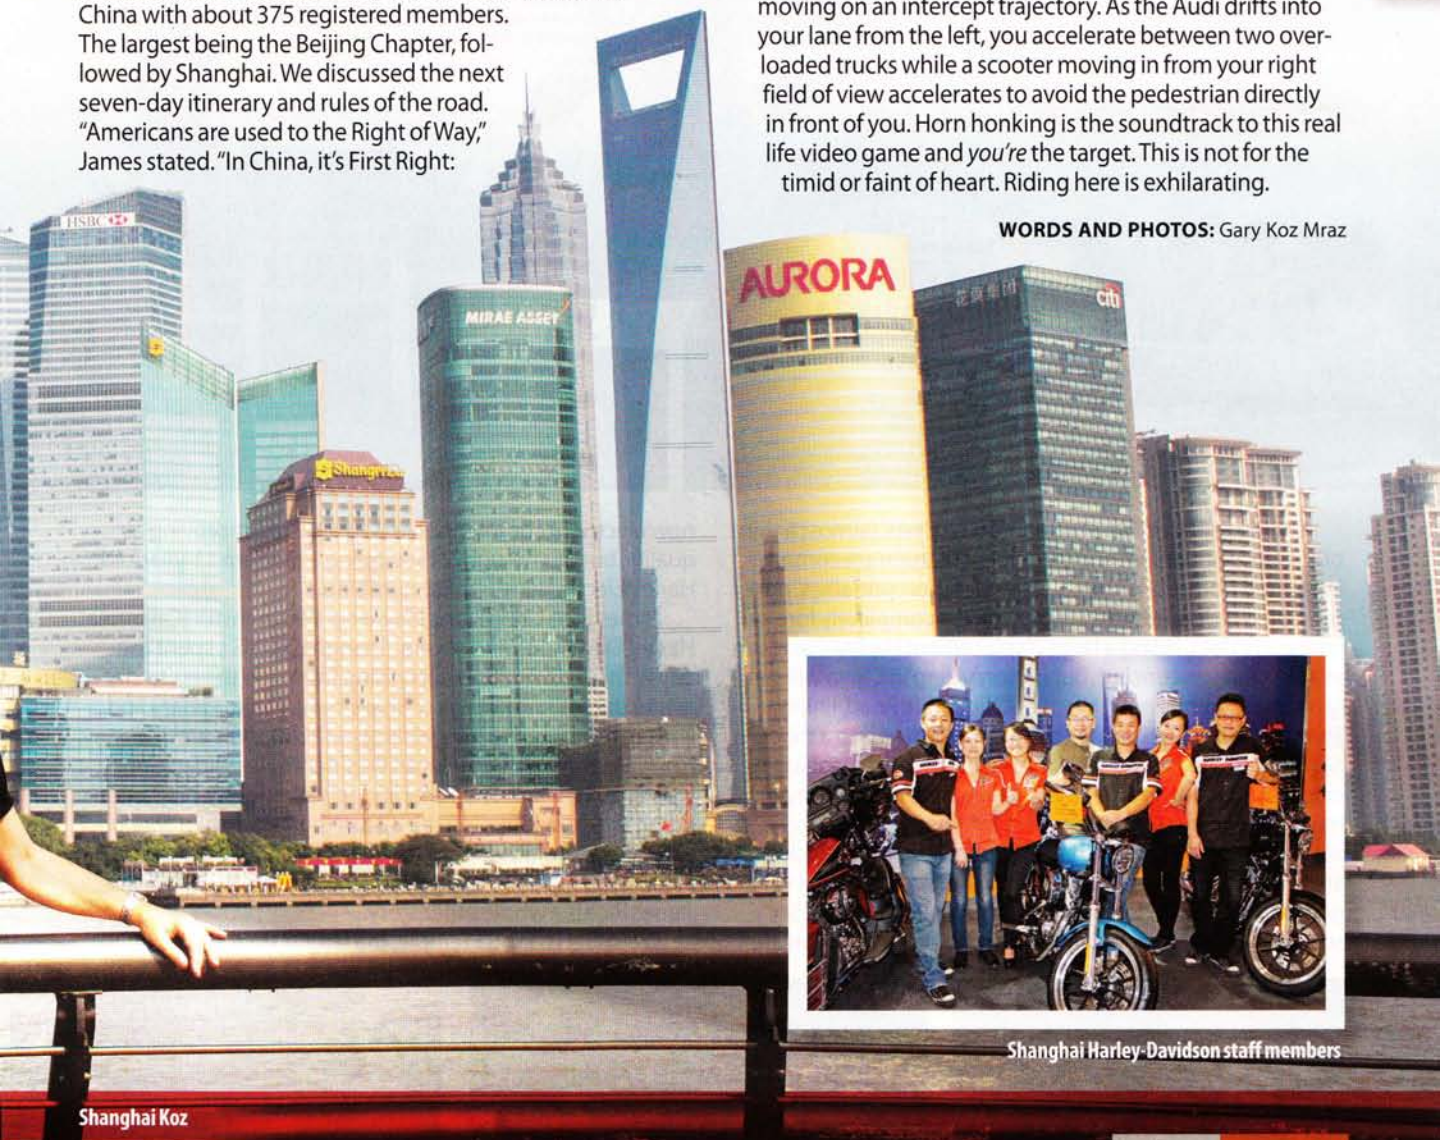 China with about 375 registered members.
The largest being the Beijing Chapter, fol-
lowed by Shanghai. We discussed the next
seven-day itinerary and rules of the road.
"Americans are used to the Right of Way,"
James stated. "In China, it's First Right:
moving on an intercept trajectory. As the Audi drifts into
your lane from the left, you accelerate between two over-
loaded trucks while a scooter moving in from your right
field of view accelerates to avoid the pedestrian directly
in front of you. Horn honking is the soundtrack to this real
life video game and you're the target. This is not for the
timid or faint of heart. Riding here is exhilarating.
WORDS AND PHOTOS: Gary Koz Mraz
HSBC
Shangri-La
MIRAE ASSET
AURORA
花旗集团
citi
Shanghai Harley-Davidson staff members
Shanghai Koz